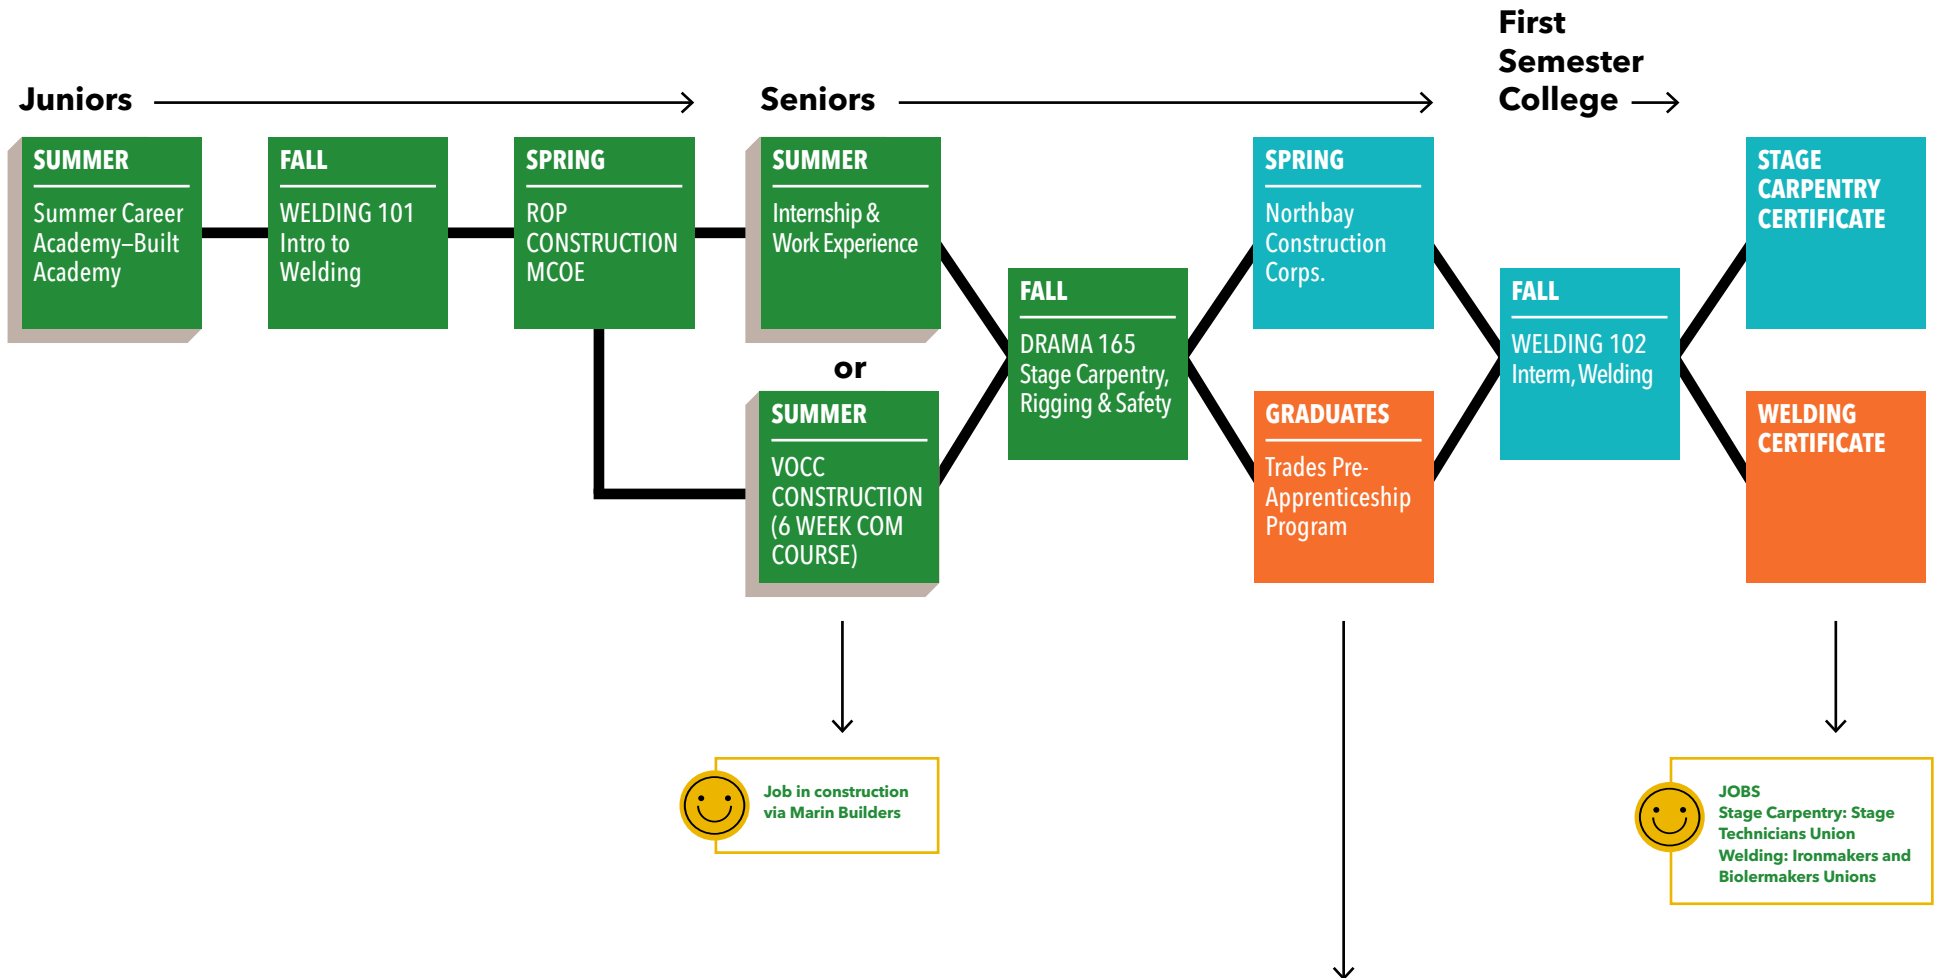 Juniors
Seniors
First
Semester
College
SUMMER
Summer Career
Academy–Built
Academy
FALL
WELDING 101
Intro to
Welding
SPRING
ROP
CONSTRUCTION
MCOE
SUMMER
Internship &
Work Experience
or
SUMMER
VOCC
CONSTRUCTION
(6 WEEK COM
COURSE)
FALL
DRAMA 165
Stage Carpentry,
Rigging & Safety
SPRING
Northbay
Construction
Corps.
GRADUATES
Trades Pre-
Apprenticeship
Program
FALL
WELDING 102
Interm, Welding
STAGE
CARPENTRY
CERTIFICATE
WELDING
CERTIFICATE
Job in construction
via Marin Builders
JOBS
Stage Carpentry: Stage
Technicians Union
Welding: Ironmakers and
Biolermakers Unions